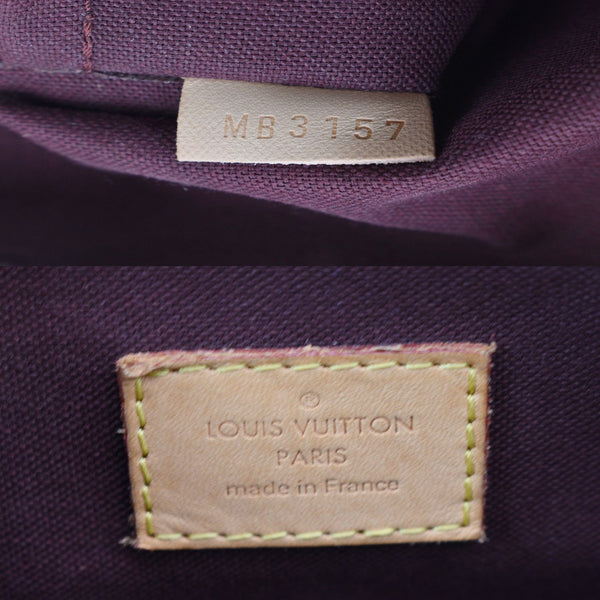 MB3157
®
LOUIS VUITTON
PARIS
made in France